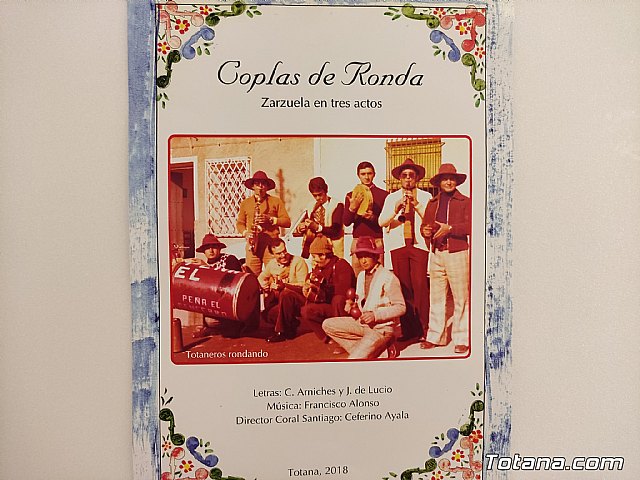 Coplas de Ronda
Zarzuela en tres actos
EL
PEÑA EL
Totaneros rondando
Letras: C. Arniches y J. de Lucio
Música: Francisco Alonso
Director Coral Santiago: Ceferino Ayala
Totana, 2018
Totana.com